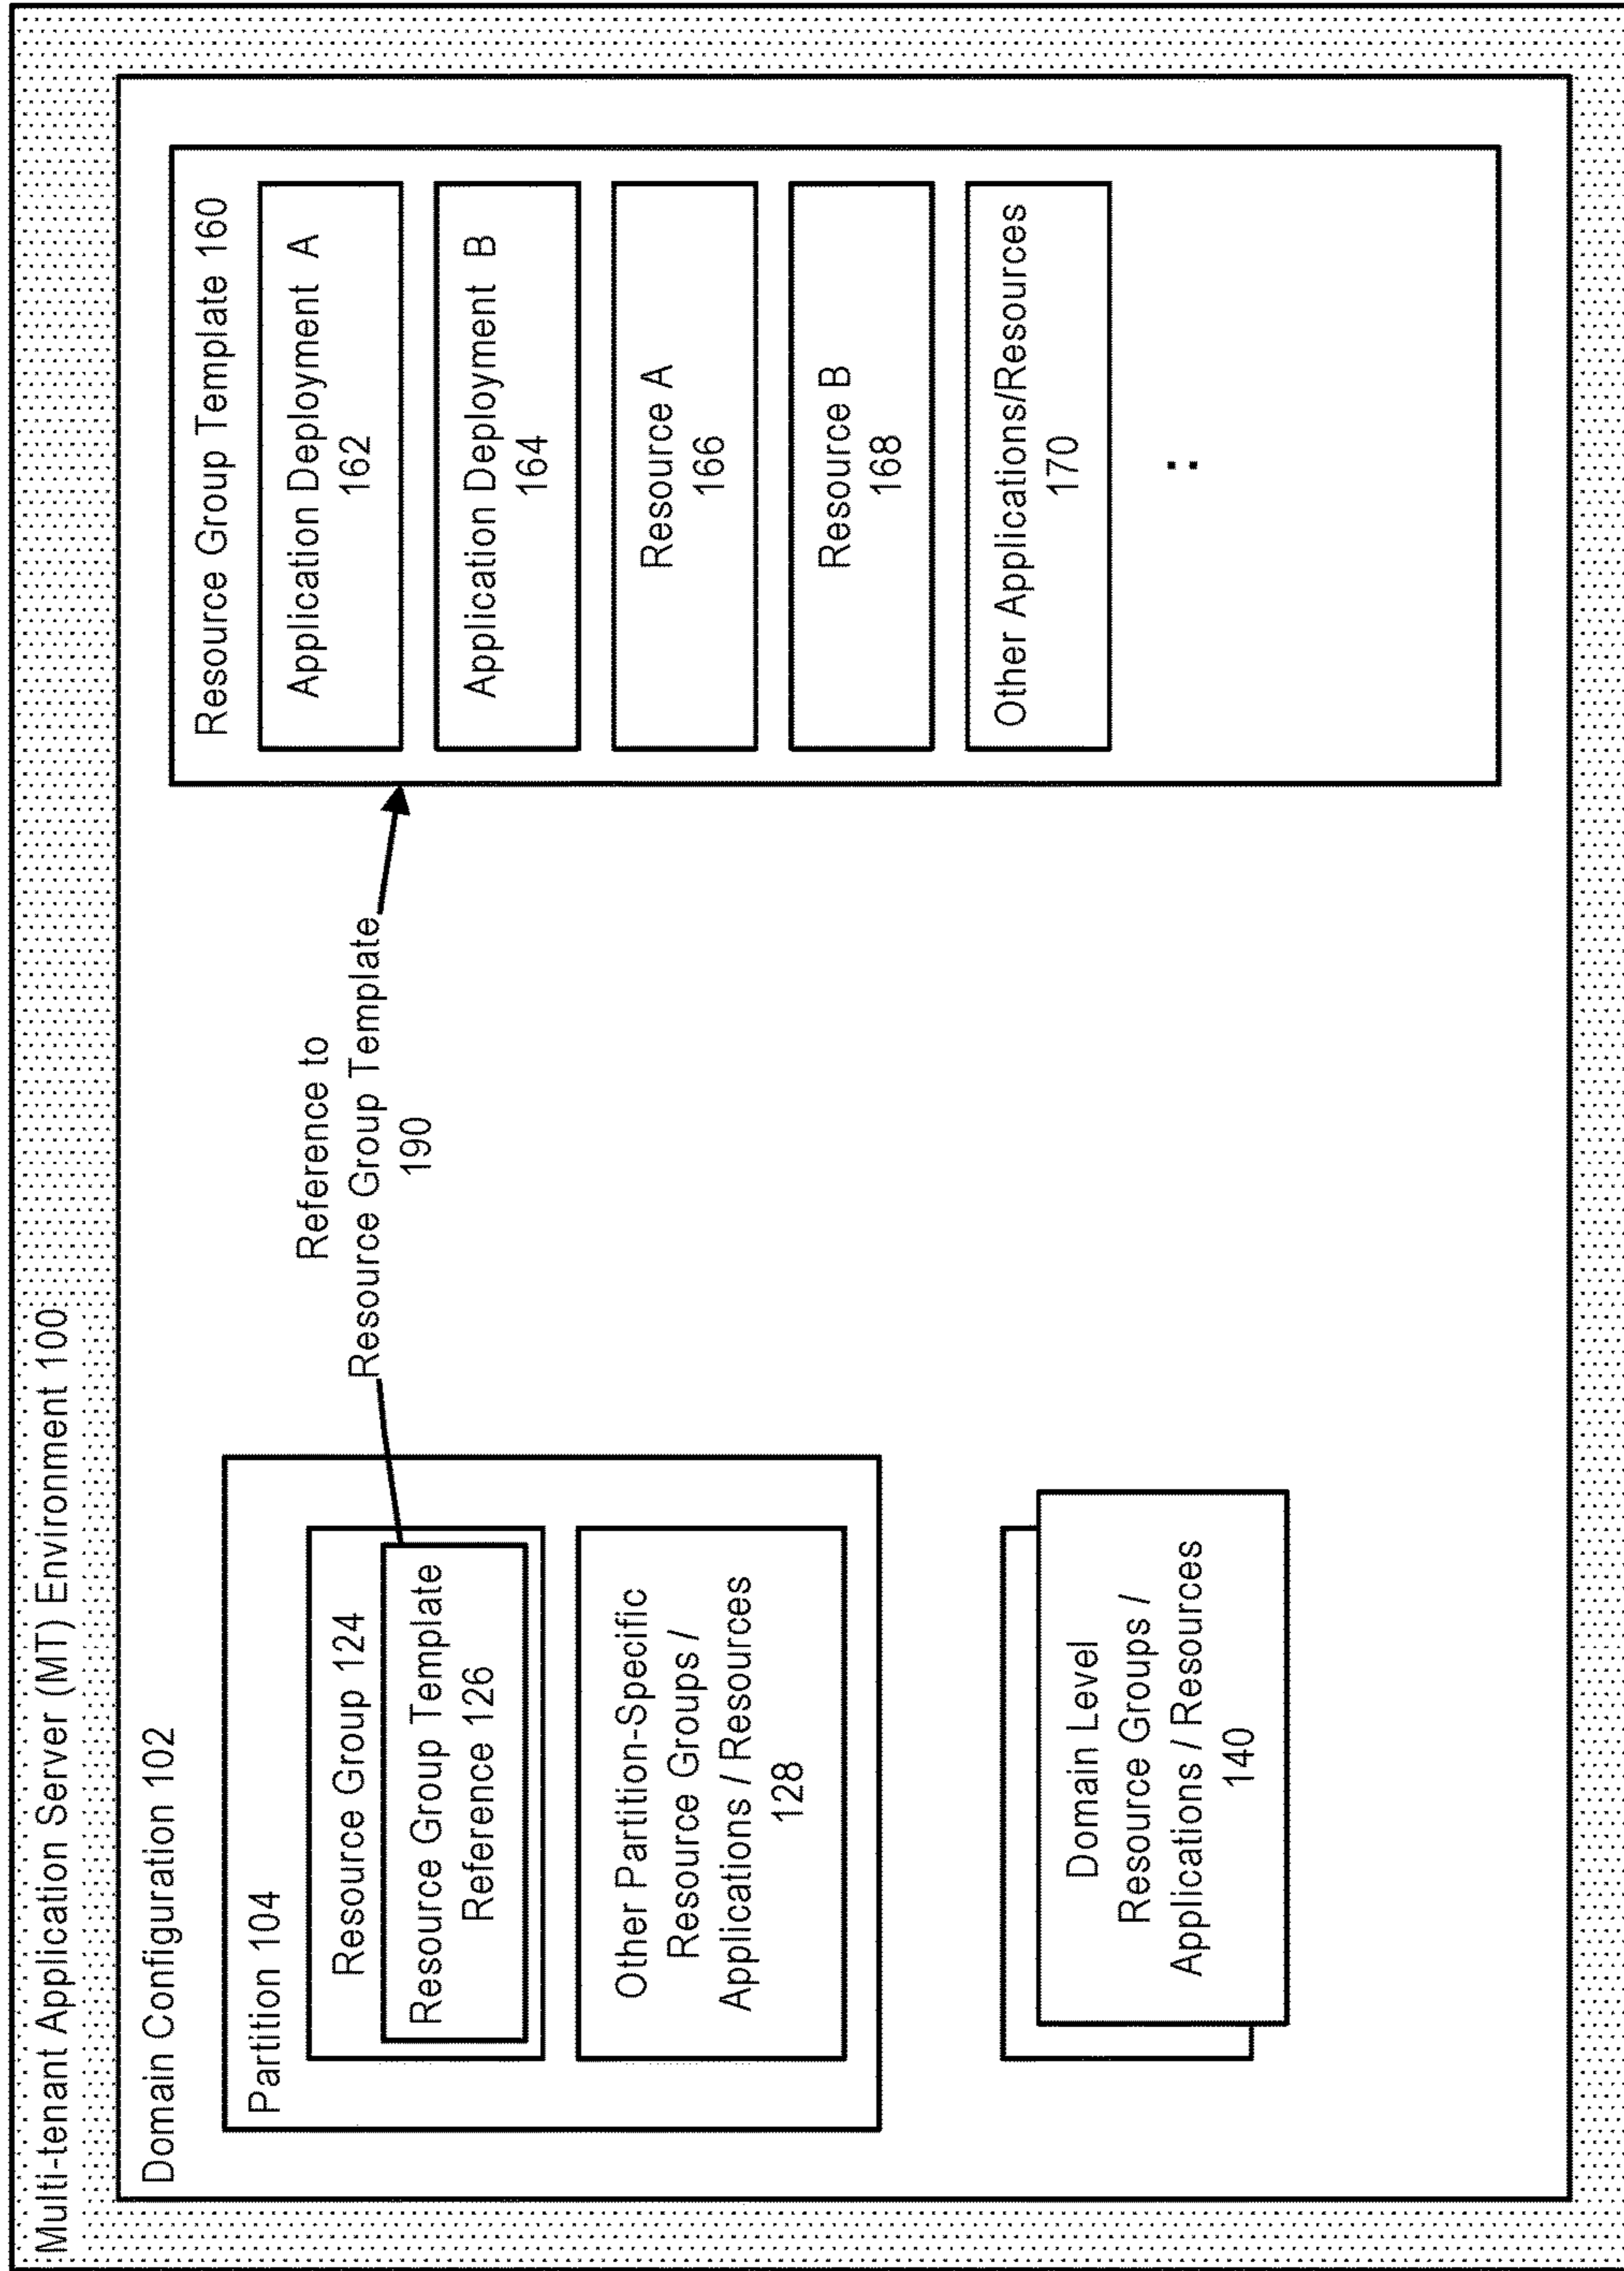 Multi-tenant Application Server (MT) Environment 100
Domain Configuration 102
Partition 104
Resource Group 124
Resource Group Template
Reference 126
Other Partition-Specific
Resource Groups /
Applications / Resources
128
Domain Level
Resource Groups /
Applications / Resources
140
Reference to
Resource Group Template
190
Resource Group Template 160
Application Deployment A
162
Application Deployment B
164
Resource A
166
Resource B
168
Other Applications/Resources
170